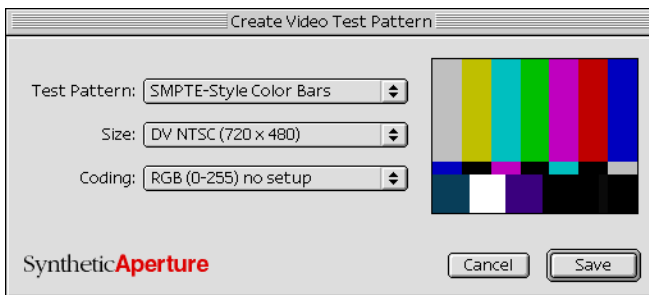 Create Video Test Pattern
Test Pattern: SMPTE-Style Color Bars
Size: DV NTSC (720 x 480)
Coding: RGB (0-255) no setup
SyntheticAperture
Cancel Save